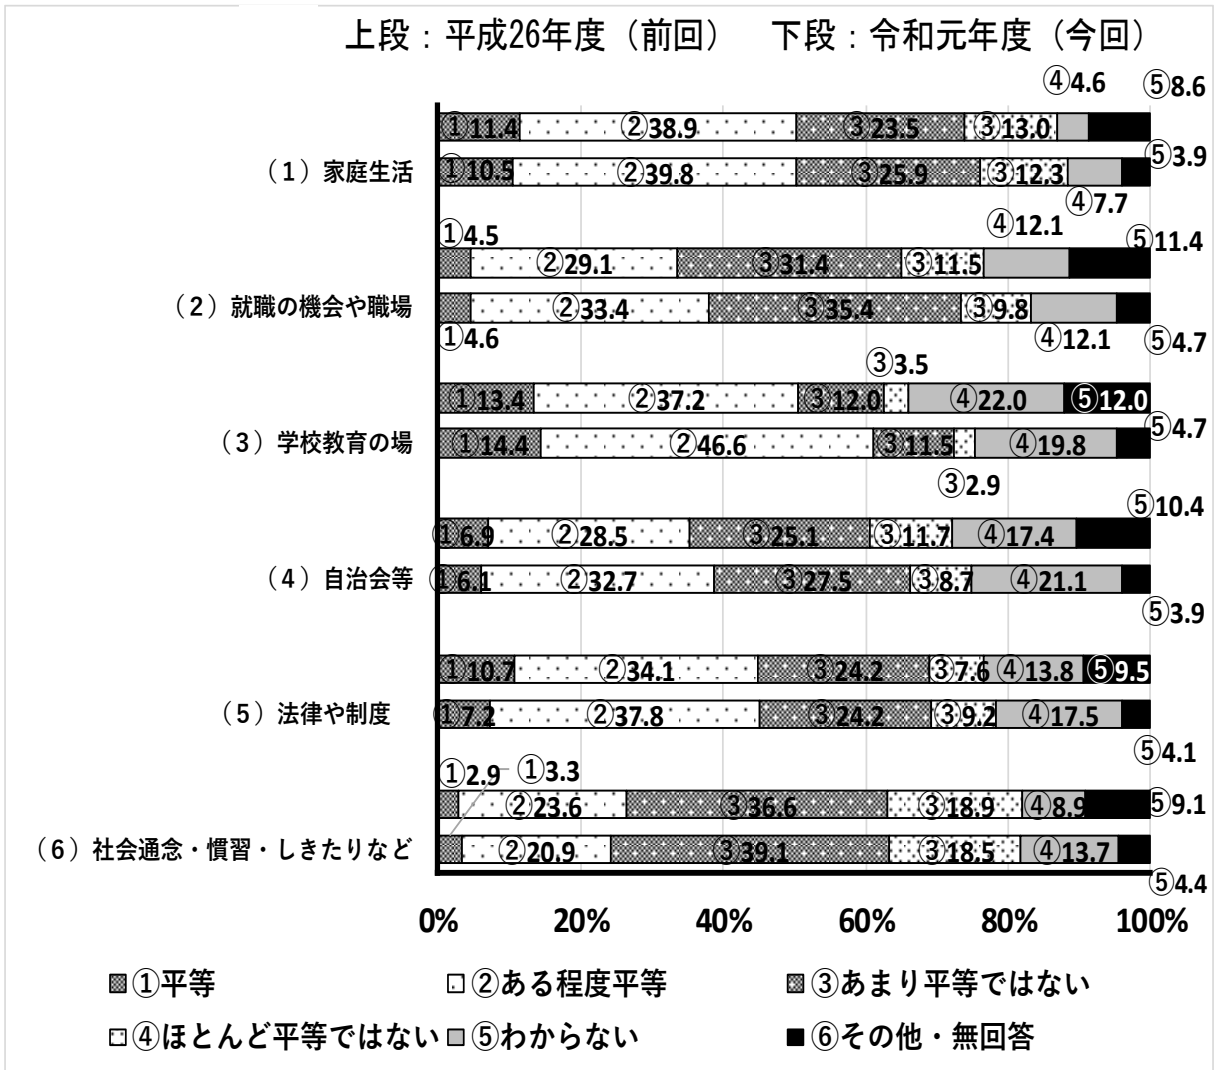 上段：平成26年度（前回）　下段：令和元年度（今回）
④4.6 ⑤8.6
①11.4 ②38.9 ③23.5 ③13.0
⑤3.9
（１）家庭生活 ①10.5 ②39.8 ③25.9 ③12.3
④7.7
①4.5 ④12.1 ⑤11.4
②29.1 ③31.4 ③11.5
（２）就職の機会や職場 ②33.4 ③35.4 ③9.8
①4.6 ④12.1 ⑤4.7
③3.5
①13.4 ②37.2 ③12.0 ④22.0 ⑤12.0
⑤4.7
（３）学校教育の場 ①14.4 ②46.6 ③11.5 ④19.8
③2.9
⑤10.4
①6.9 ②28.5 ③25.1 ③11.7 ④17.4
（４）自治会等 ①6.1 ②32.7 ③27.5 ③8.7 ④21.1
⑤3.9
①10.7 ②34.1 ③24.2 ③7.6 ④13.8 ⑤9.5
（５）法律や制度 ①7.2 ②37.8 ③24.2 ③9.2 ④17.5
⑤4.1
①2.9 ①3.3
②23.6 ③36.6 ③18.9 ④8.9 ⑤9.1
（６）社会通念・慣習・しきたりなど ②20.9 ③39.1 ③18.5 ④13.7
⑤4.4
0% 20% 40% 60% 80% 100%
①平等 ②ある程度平等 ③あまり平等ではない
④ほとんど平等ではない ⑤わからない ⑥その他・無回答